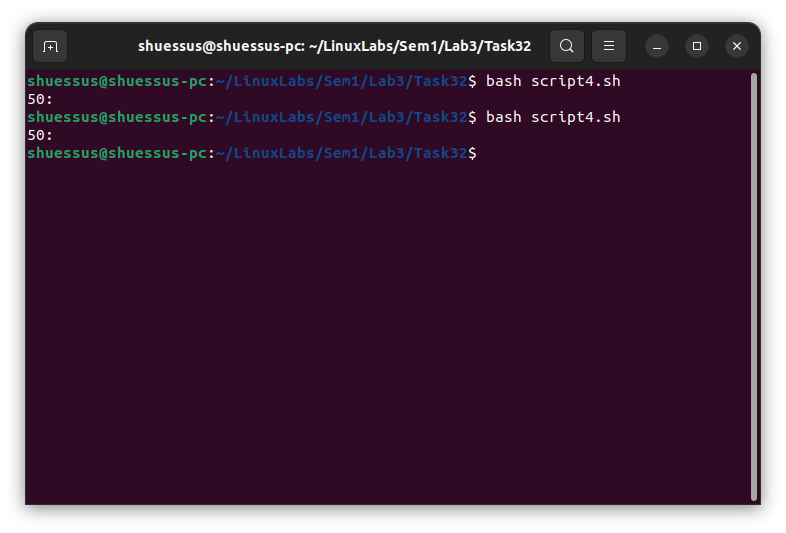 shuessus@shuessus-pc: ~/LinuxLabs/Sem1/Lab3/Task32
shuessus@shuessus-pc:~/LinuxLabs/Sem1/Lab3/Task32$ bash script4.sh
50:
shuessus@shuessus-pc:~/LinuxLabs/Sem1/Lab3/Task32$ bash script4.sh
50:
shuessus@shuessus-pc:~/LinuxLabs/Sem1/Lab3/Task32$